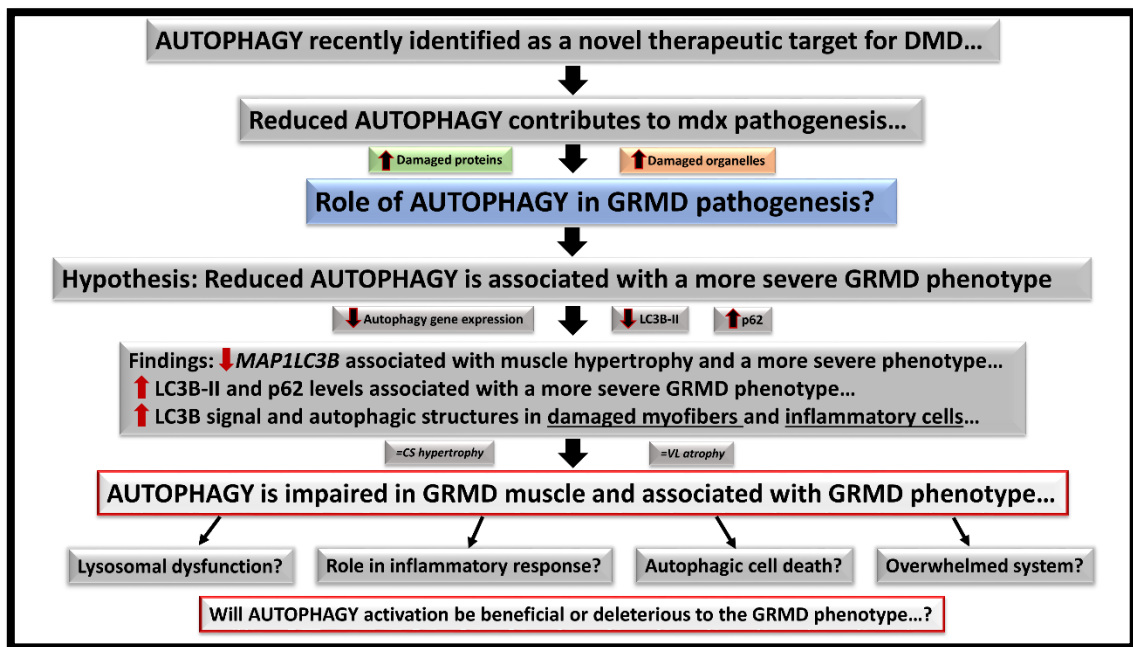 AUTOPHAGY recently identified as a novel therapeutic target for DMD…
Reduced AUTOPHAGY contributes to mdx pathogenesis…
Damaged proteins
Damaged organelles
Role of AUTOPHAGY in GRMD pathogenesis?
Hypothesis: Reduced AUTOPHAGY is associated with a more severe GRMD phenotype
Autophagy gene expression
LC3B-II
p62
Findings: MAP1LC3B associated with muscle hypertrophy and a more severe phenotype…
LC3B-II and p62 levels associated with a more severe GRMD phenotype…
LC3B signal and autophagic structures in damaged myofibers and inflammatory cells…
=CS hypertrophy
=VL atrophy
AUTOPHAGY is impaired in GRMD muscle and associated with GRMD phenotype…
Lysosomal dysfunction?
Role in inflammatory response?
Autophagic cell death?
Overwhelmed system?
Will AUTOPHAGY activation be beneficial or deleterious to the GRMD phenotype…?